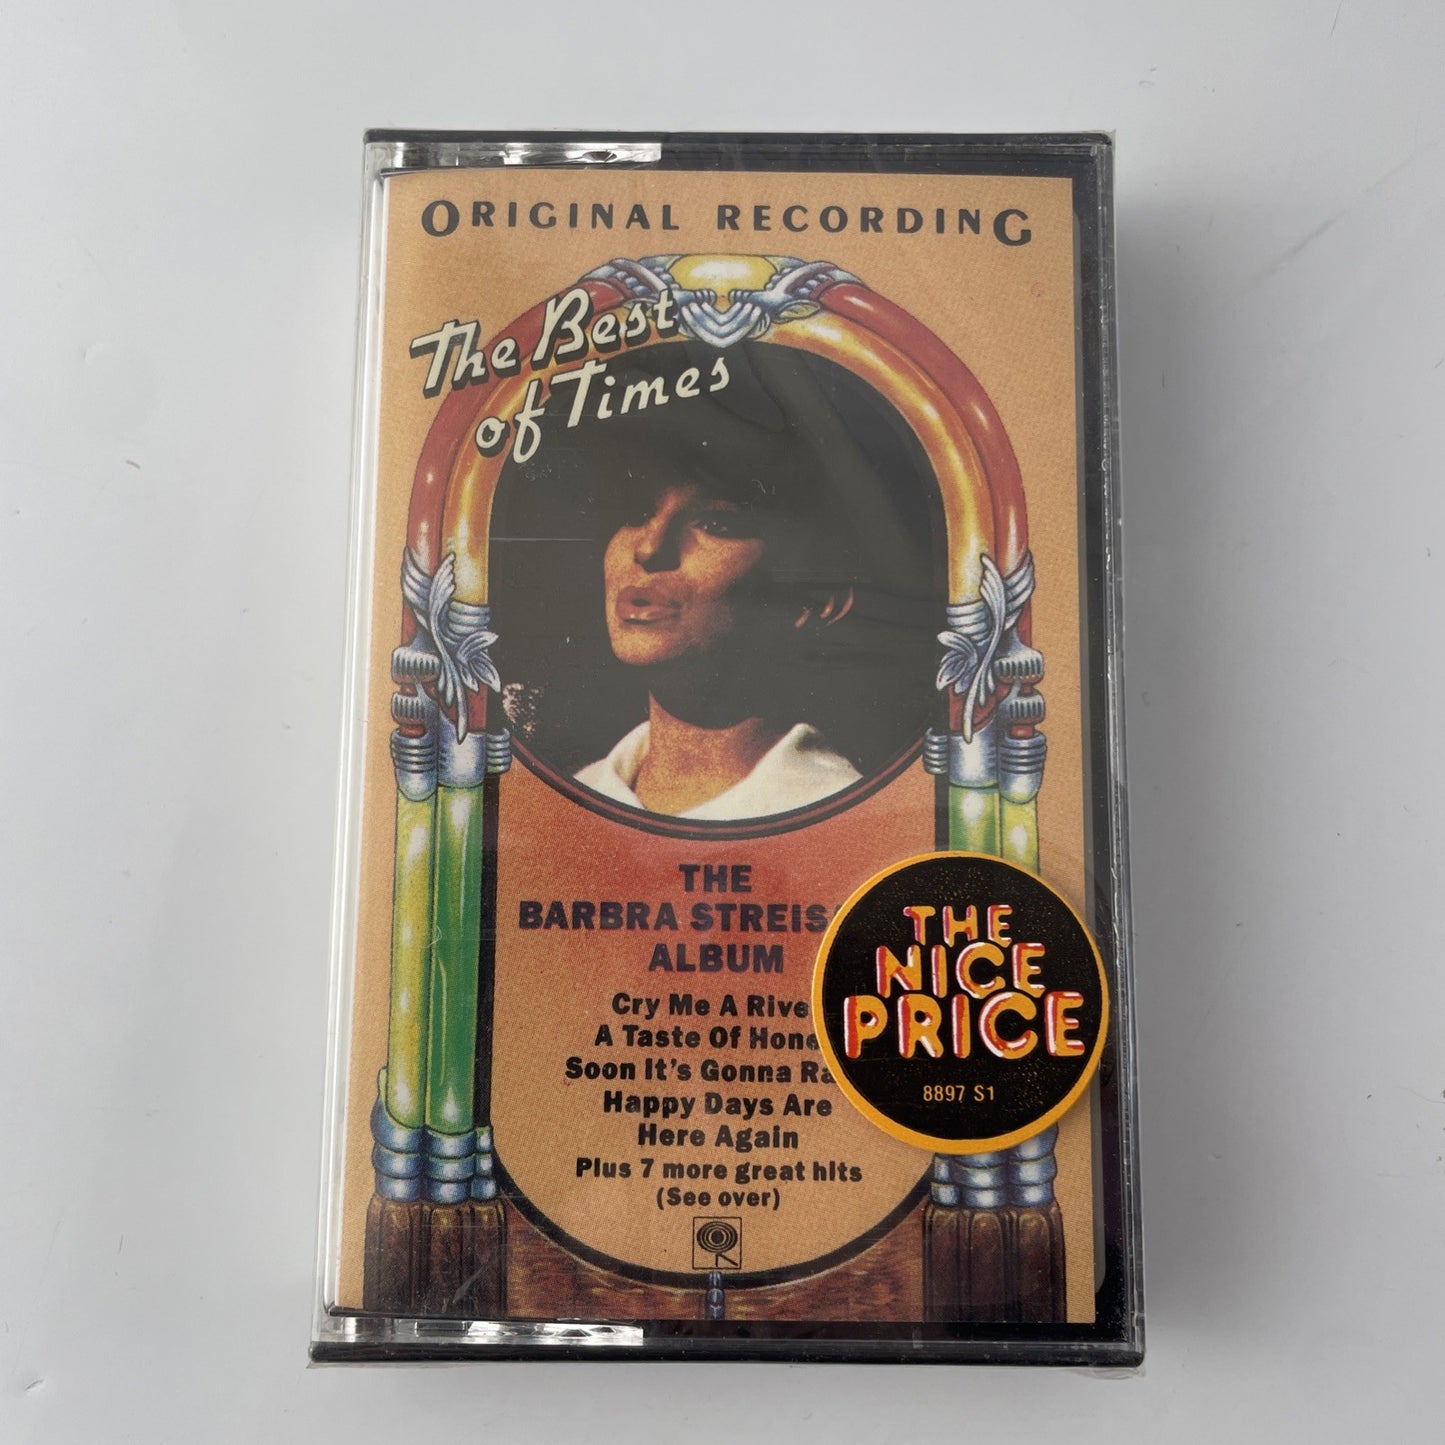 ORIGINAL RECORDING
The Best
of Times
THE
BARBRA STREIS
ALBUM
Cry Me A Rive
A Taste Of Hone
Soon It's Gonna Ra
Happy Days Are
Here Again
Plus 7 more great hits
(See over)
THE
NICE
PRICE
8897 S1